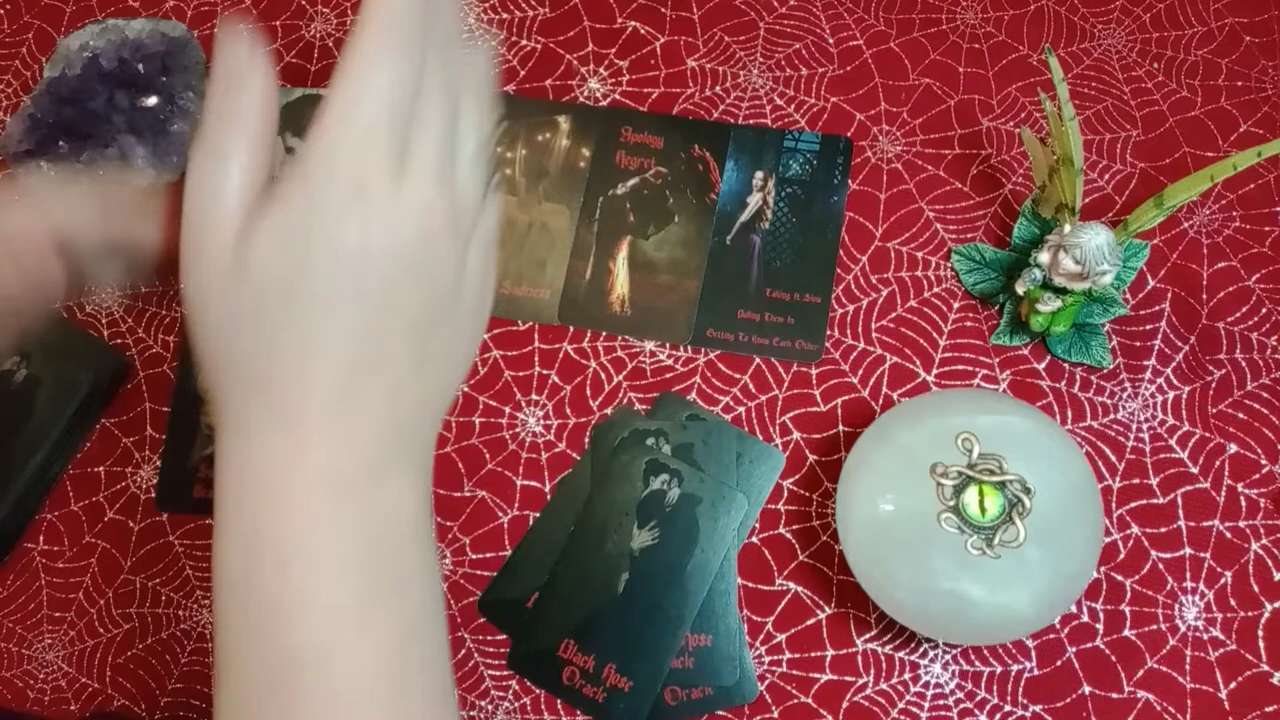 Apology
Regret
Sadness
Taking It Slow
Pulling Them In
Getting To Know Each Other
Black Rose
Oracle
Rose
acle
Oracle